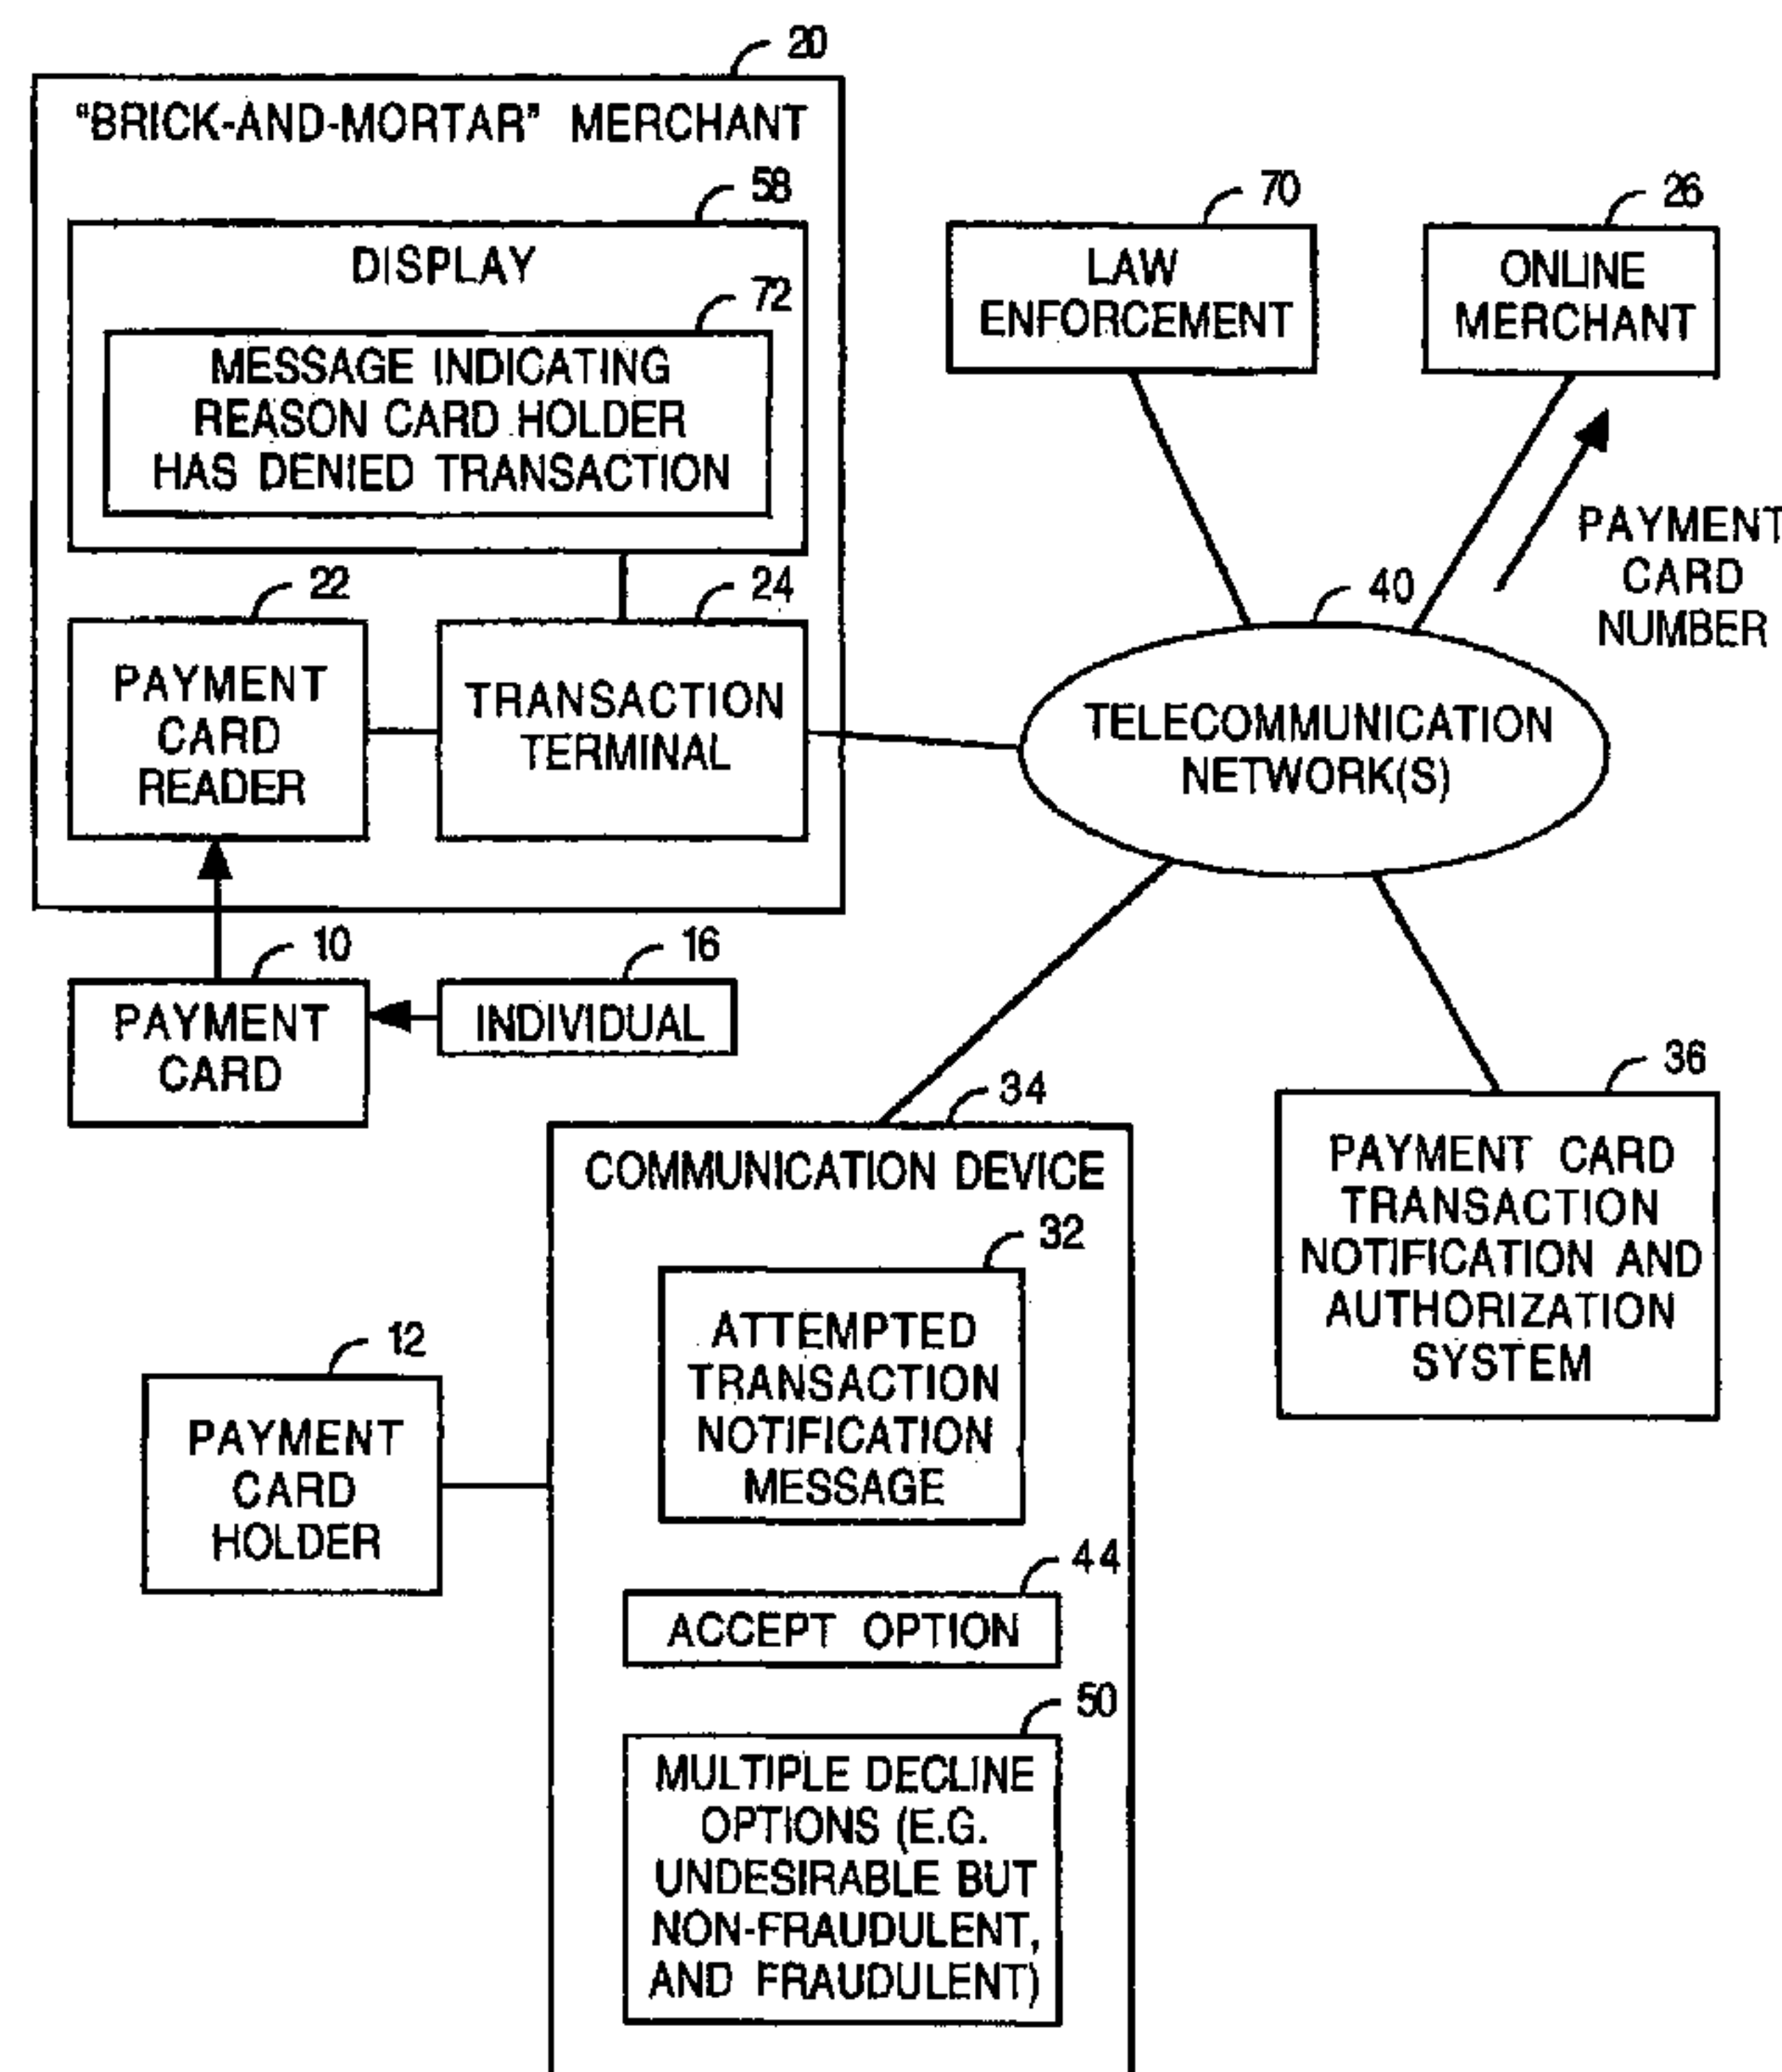 20
"BRICK-AND-MORTAR" MERCHANT
58
DISPLAY
72
MESSAGE INDICATING
REASON CARD HOLDER
HAS DENIED TRANSACTION
22
PAYMENT
CARD
READER
24
TRANSACTION
TERMINAL
70
LAW
ENFORCEMENT
26
ONLINE
MERCHANT
PAYMENT
CARD
NUMBER
40
TELECOMMUNICATION
NETWORK(S)
10
PAYMENT
CARD
16
INDIVIDUAL
34
COMMUNICATION DEVICE
32
ATTEMPTED
TRANSACTION
NOTIFICATION
MESSAGE
36
PAYMENT CARD
TRANSACTION
NOTIFICATION AND
AUTHORIZATION
SYSTEM
12
PAYMENT
CARD
HOLDER
44
ACCEPT OPTION
50
MULTIPLE DECLINE
OPTIONS (E.G.
UNDESIRABLE BUT
NON-FRAUDULENT,
AND FRAUDULENT)